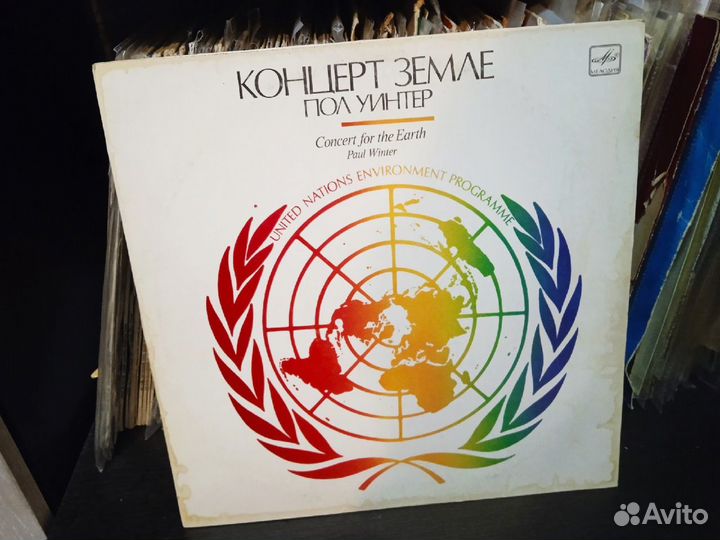 КОНЦЕРТ ЗЕМЛЕ
МЕЛОДИЯ
ПОЛ УИНТЕР
Concert for the Earth
Paul Winter
UNITED NATIONS ENVIRONMENT PROGRAMME
Avito